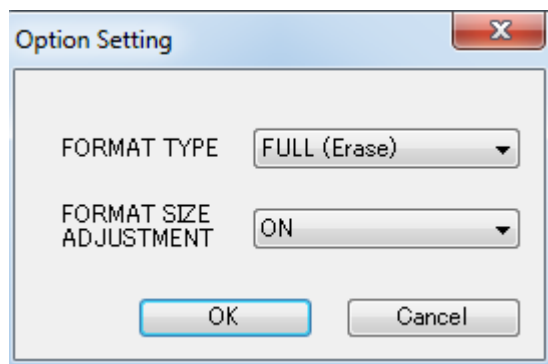 Option Setting
FORMAT TYPE
FULL (Erase)
FORMAT SIZE
ADJUSTMENT
ON
OK
Cancel